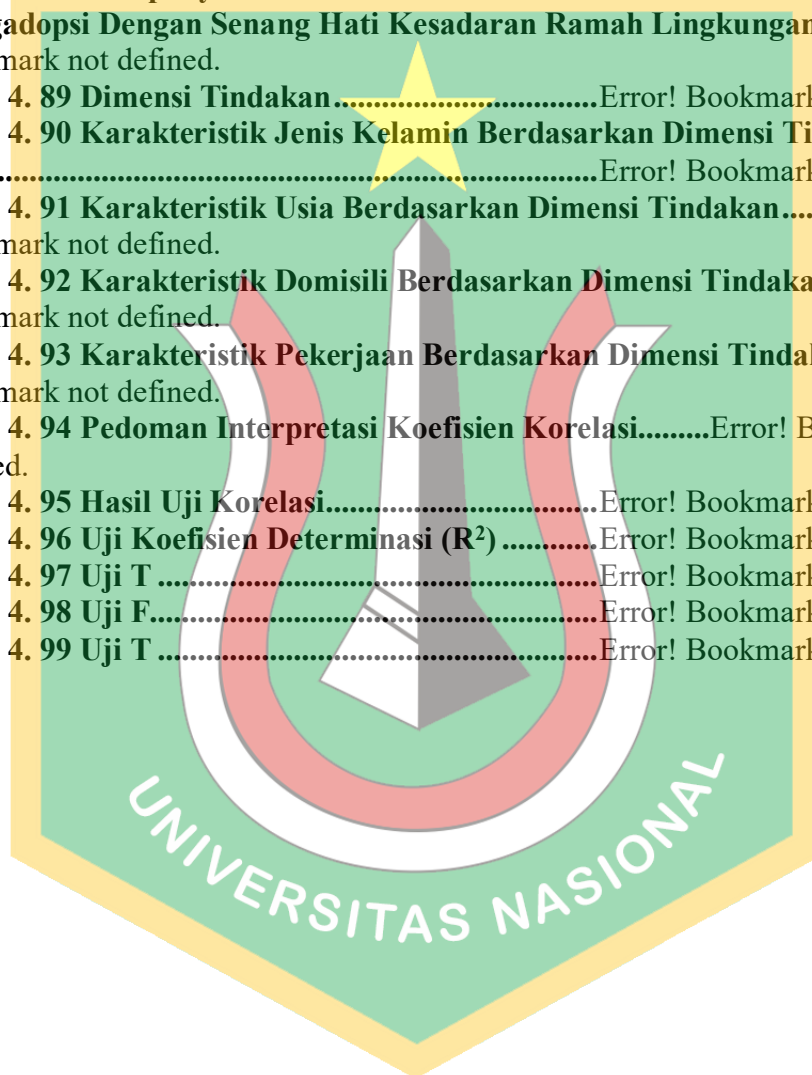 gadopsi Dengan Senang Hati Kesadaran Ramah Lingkungan
mark not defined.
4. 89 Dimensi Tindakan................................Error! Bookmark
4. 90 Karakteristik Jenis Kelamin Berdasarkan Dimensi Ti
........................................................................Error! Bookmark
4. 91 Karakteristik Usia Berdasarkan Dimensi Tindakan....
mark not defined.
4. 92 Karakteristik Domisili Berdasarkan Dimensi Tindaka
mark not defined.
4. 93 Karakteristik Pekerjaan Berdasarkan Dimensi Tindak
mark not defined.
4. 94 Pedoman Interpretasi Koefisien Korelasi.........Error! B
ed.
4. 95 Hasil Uji Korelasi.................................Error! Bookmark
4. 96 Uji Koefisien Determinasi (R²) ............Error! Bookmark
4. 97 Uji T .....................................................Error! Bookmark
4. 98 Uji F......................................................Error! Bookmark
4. 99 Uji T .....................................................Error! Bookmark
UNIVERSITAS NASIONAL